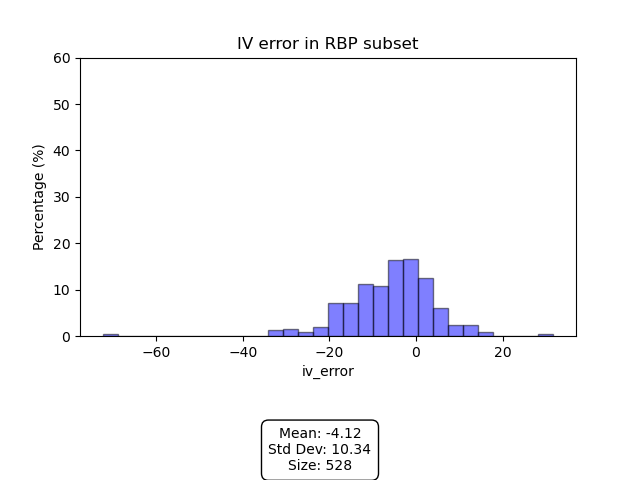 IV error in RBP subset
60
50
40
30
20
10
0
Percentage (%)
−60
−40
−20
0
20
iv_error
Mean: -4.12
Std Dev: 10.34
Size: 528